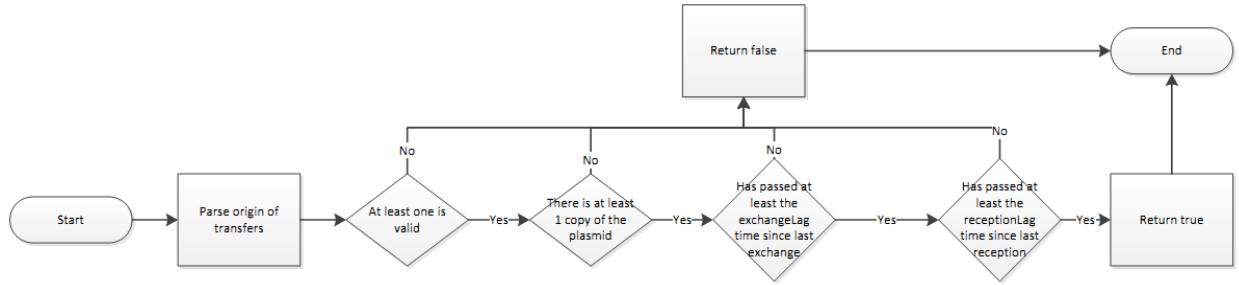 Return false
End
No
No
No
No
Start
Parse origin of
transfers
At least one is
valid
Yes
There is at least
1 copy of the
plasmid
Yes
Has passed at
least the
exchangeLag
time since last
exchange
Yes
Has passed at
least the
receptionLag
time since last
reception
Yes
Return true